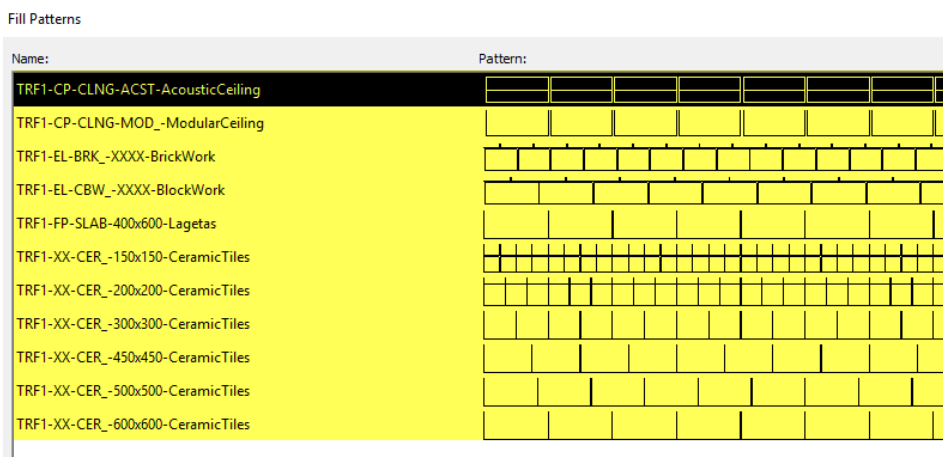 Fill Patterns
Name: Pattern:
TRF1-CP-CLNG-ACST-AcousticCeiling
TRF1-CP-CLNG-MOD_-ModularCeiling
TRF1-EL-BRK_-XXXX-BrickWork
TRF1-EL-CBW_-XXXX-BlockWork
TRF1-FP-SLAB-400x600-Lagetas
TRF1-XX-CER_-150x150-CeramicTiles
TRF1-XX-CER_-200x200-CeramicTiles
TRF1-XX-CER_-300x300-CeramicTiles
TRF1-XX-CER_-450x450-CeramicTiles
TRF1-XX-CER_-500x500-CeramicTiles
TRF1-XX-CER_-600x600-CeramicTiles